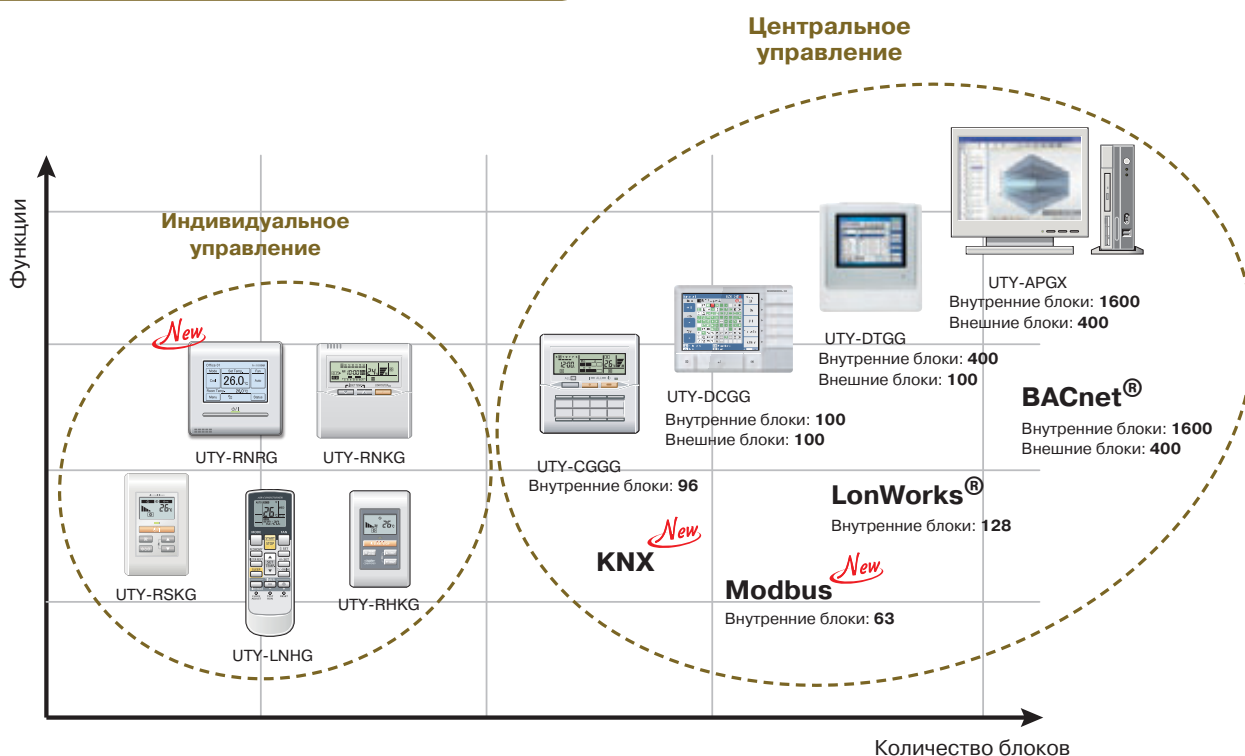 Центральное
управление
Функции
Индивидуальное
управление
New
26.0
UTY-RNRG
UTY-RNKG
UTY-RSKG
UTY-LNHG
UTY-RHKG
UTY-CGGG
Внутренние блоки: 96
UTY-DCGG
Внутренние блоки: 100
Внешние блоки: 100
UTY-DTGG
Внутренние блоки: 400
Внешние блоки: 100
UTY-APGX
Внутренние блоки: 1600
Внешние блоки: 400
BACnet®
Внутренние блоки: 1600
Внешние блоки: 400
LonWorks®
Внутренние блоки: 128
KNX
New
Modbus
New
Внутренние блоки: 63
Количество блоков